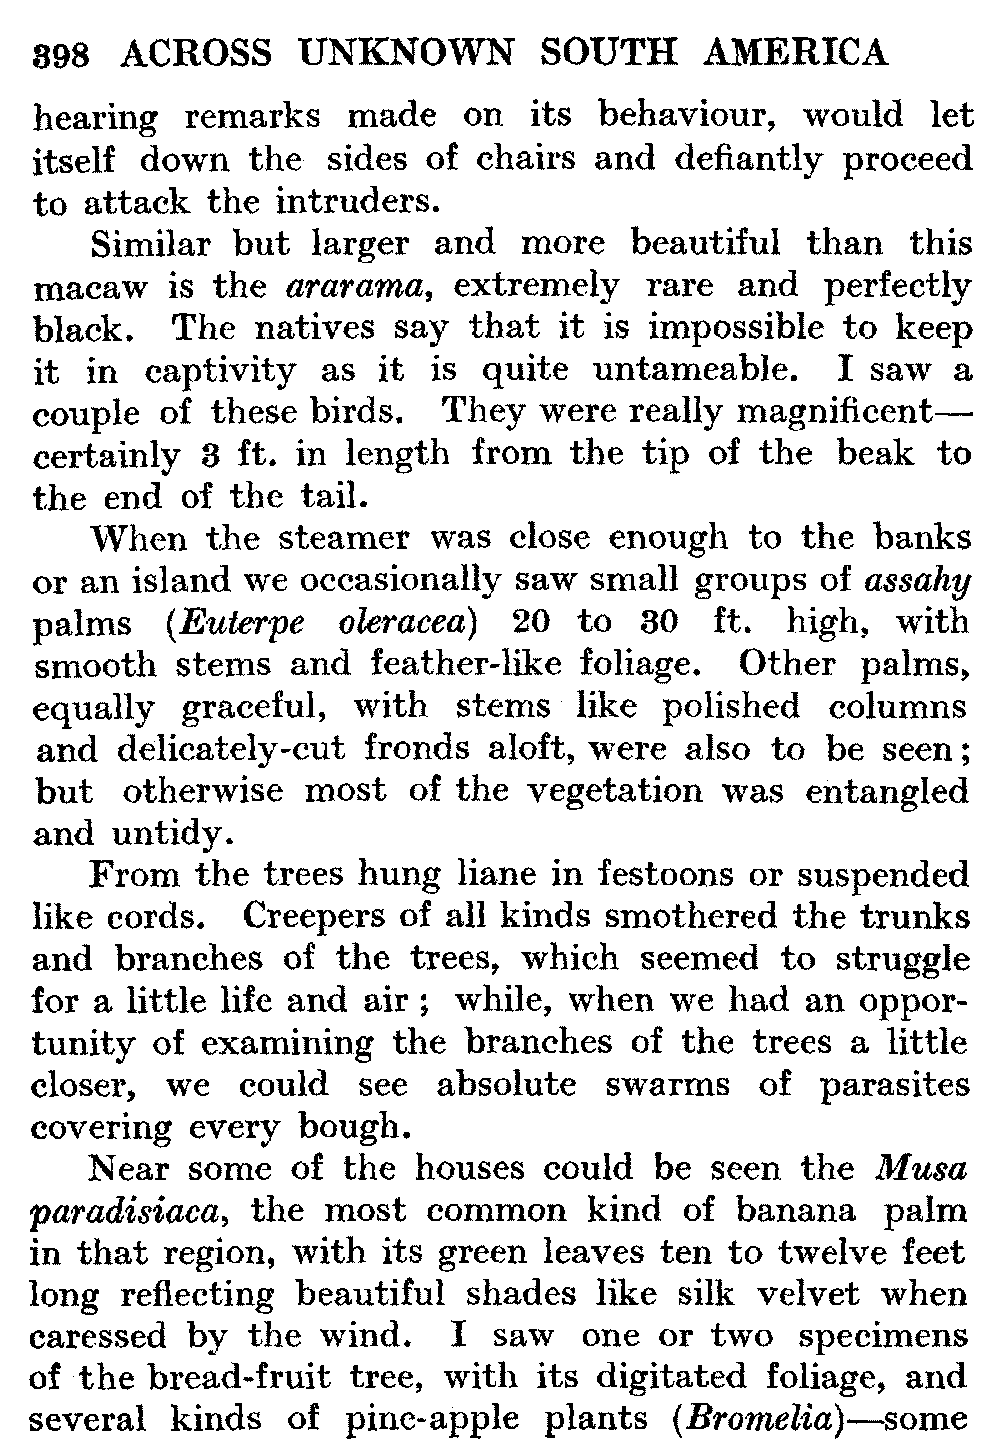 398 ACROSS UNKNOWN SOUTH AMERICA
hearing remarks made on its behaviour, would let
itself down the sides of chairs and defiantly proceed
to attack the intruders.
Similar but larger and more beautiful than this
macaw is the ararama, extremely rare and perfectly
black. The natives say that it is impossible to keep
it in captivity as it is quite untameable. I saw a
couple of these birds. They were really magnificent—
certainly 3 ft. in length from the tip of the beak to
the end of the tail.
When the steamer was close enough to the banks
or an island we occasionally saw small groups of assahy
palms (Euterpe oleracea) 20 to 30 ft. high, with
smooth stems and feather-like foliage. Other palms,
equally graceful, with stems like polished columns
and delicately-cut fronds aloft, were also to be seen;
but otherwise most of the vegetation was entangled
and untidy.
From the trees hung liane in festoons or suspended
like cords. Creepers of all kinds smothered the trunks
and branches of the trees, which seemed to struggle
for a little life and air ; while, when we had an oppor-
tunity of examining the branches of the trees a little
closer, we could see absolute swarms of parasites
covering every bough.
Near some of the houses could be seen the Musa
paradisiaca, the most common kind of banana palm
in that region, with its green leaves ten to twelve feet
long reflecting beautiful shades like silk velvet when
caressed by the wind. I saw one or two specimens
of the bread-fruit tree, with its digitated foliage, and
several kinds of pine-apple plants (Bromelia)—some